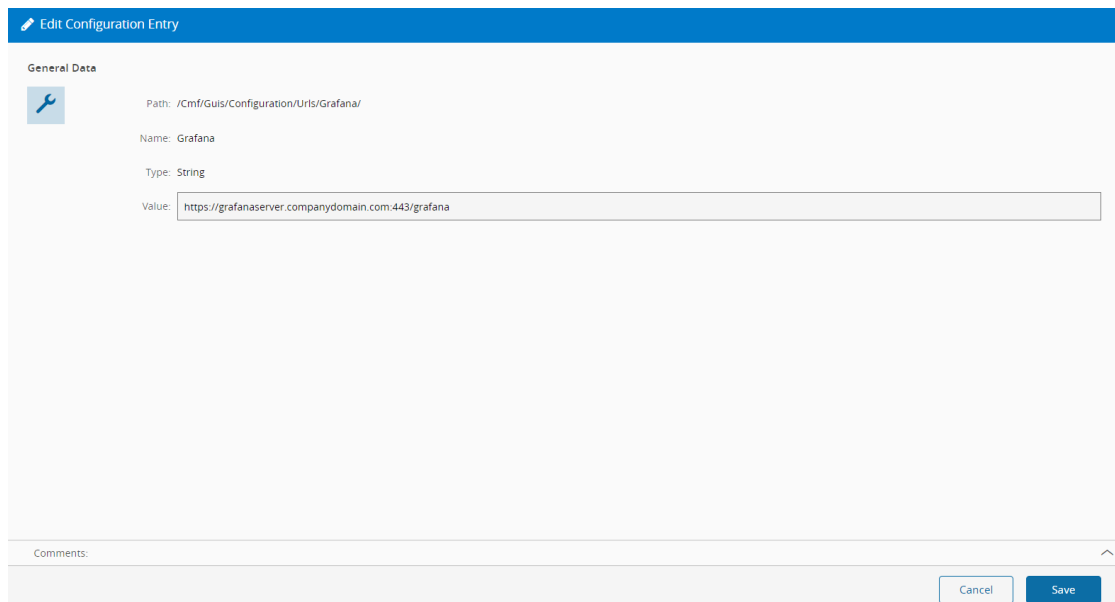 Edit Configuration Entry
General Data
Path: /Cmf/Guis/Configuration/Urls/Grafana/
Name: Grafana
Type: String
Value: https://grafanaserver.companydomain.com:443/grafana
Comments:
Cancel Save